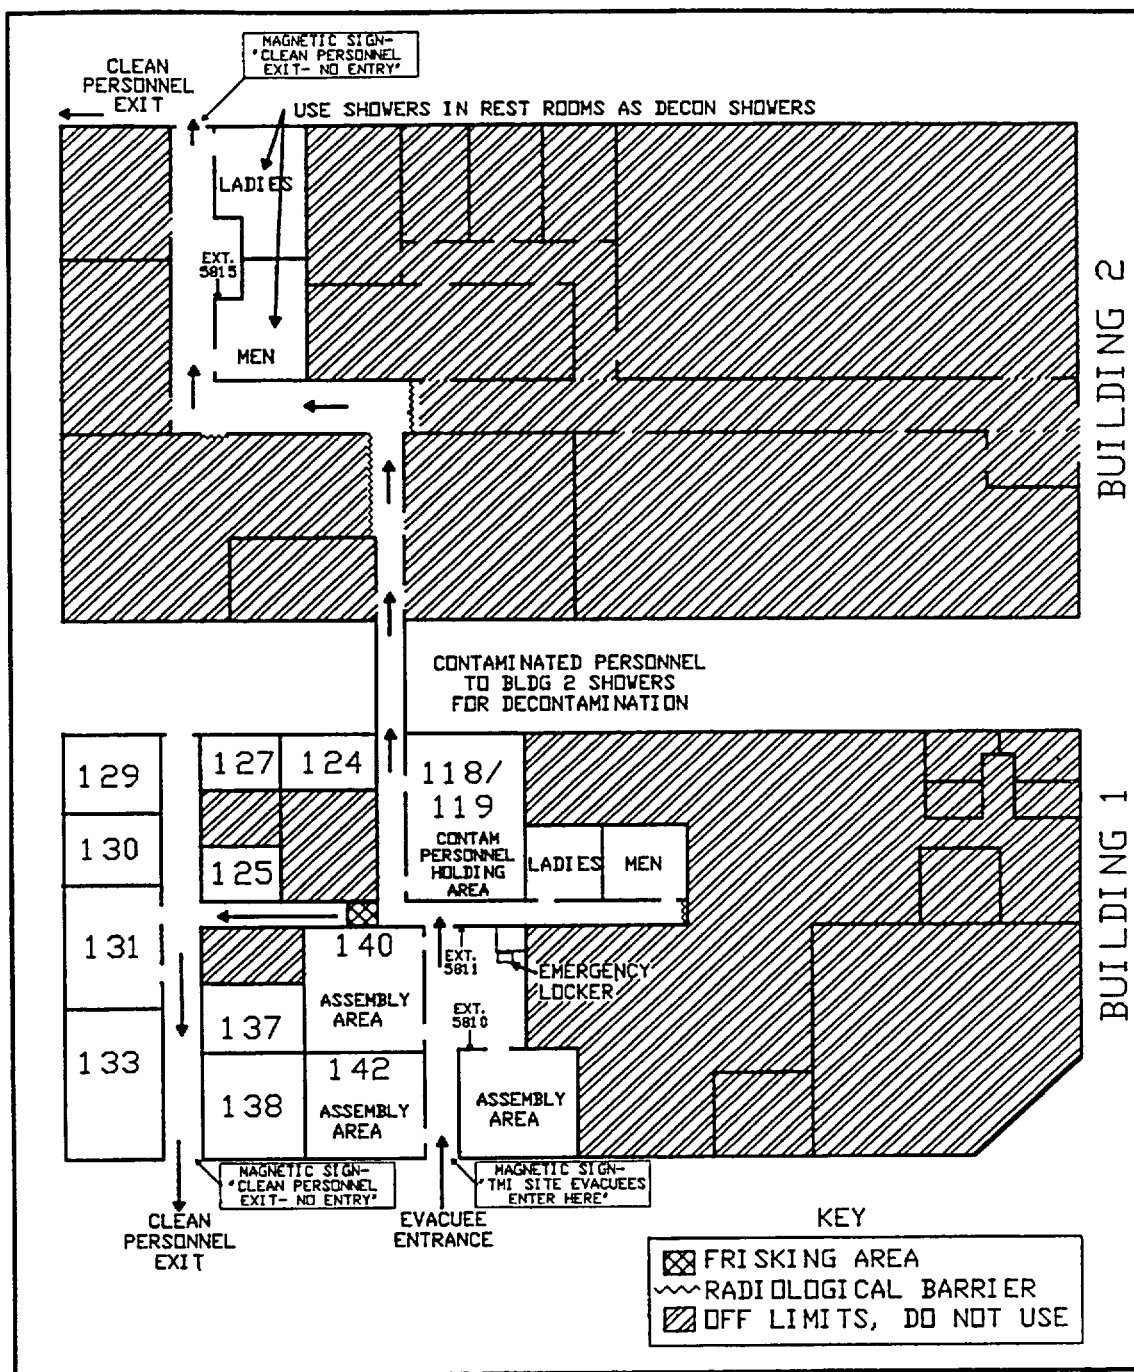 MAGNETIC SIGN-
"CLEAN PERSONNEL
EXIT- NO ENTRY"
CLEAN
PERSONNEL
EXIT
USE SHOWERS IN REST ROOMS AS DECON SHOWERS
LADIES
EXT.
5815
MEN
BUILDING 2
CONTAMINATED PERSONNEL
TO BLDG 2 SHOWERS
FOR DECONTAMINATION
129
127
124
118/
119
CONTAM
PERSONNEL
HOLDING
AREA
130
125
LADIES
MEN
BUILDING 1
131
140
ASSEMBLY
AREA
EXT.
5811
EMERGENCY
LOCKER
EXT.
5810
137
133
138
142
ASSEMBLY
AREA
ASSEMBLY
AREA
MAGNETIC SIGN-
"CLEAN PERSONNEL
EXIT- NO ENTRY"
MAGNETIC SIGN-
"TMI SITE EVACUEES
ENTER HERE"
CLEAN
PERSONNEL
EXIT
EVACUEE
ENTRANCE
KEY
FRISKING AREA
RADIOLOGICAL BARRIER
OFF LIMITS, DO NOT USE